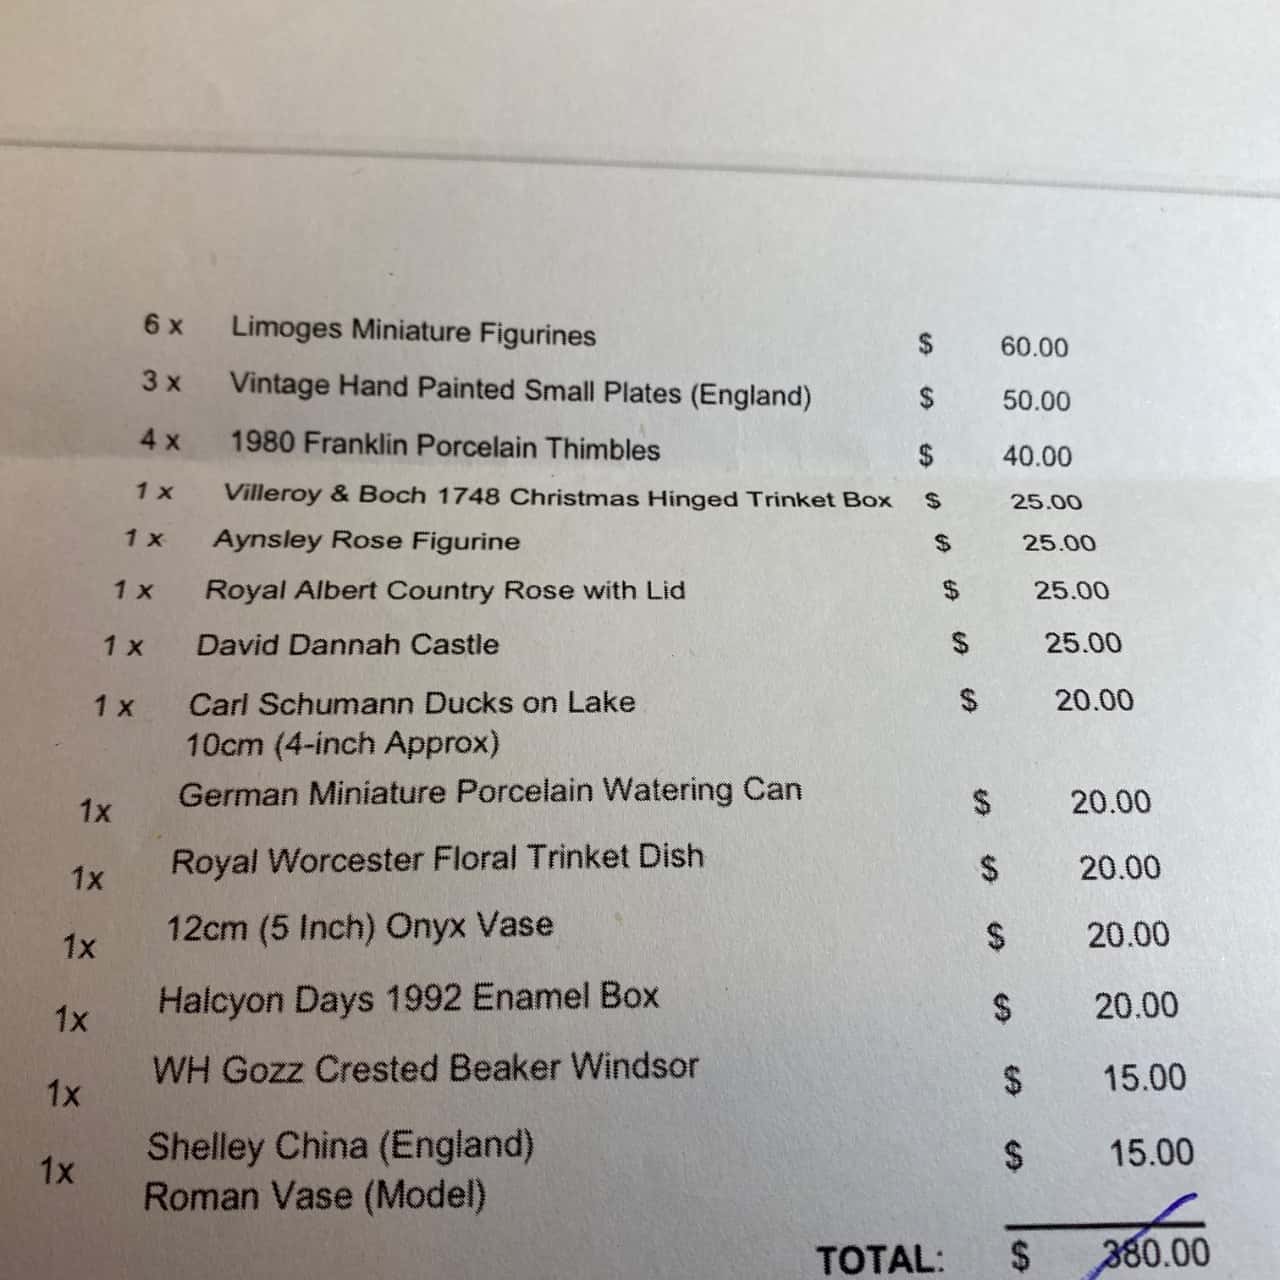 6 x Limoges Miniature Figurines $ 60.00
3 x Vintage Hand Painted Small Plates (England) $ 50.00
4 x 1980 Franklin Porcelain Thimbles $ 40.00
1 x Villeroy & Boch 1748 Christmas Hinged Trinket Box $ 25.00
1 x Aynsley Rose Figurine $ 25.00
1 x Royal Albert Country Rose with Lid $ 25.00
1 x David Dannah Castle $ 25.00
1 x Carl Schumann Ducks on Lake $ 20.00
10cm (4-inch Approx)
1x German Miniature Porcelain Watering Can $ 20.00
1x Royal Worcester Floral Trinket Dish $ 20.00
1x 12cm (5 Inch) Onyx Vase $ 20.00
1x Halcyon Days 1992 Enamel Box $ 20.00
1x WH Gozz Crested Beaker Windsor $ 15.00
1x Shelley China (England) $ 15.00
Roman Vase (Model)
TOTAL: $ 380.00